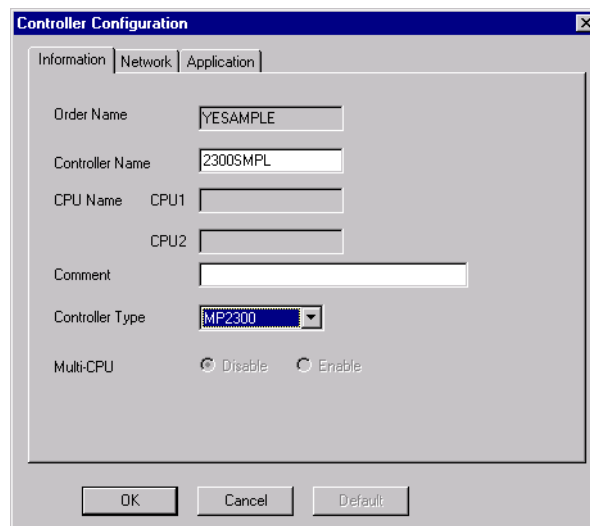 Controller Configuration
Information Network Application
Order Name YESAMPLE
Controller Name 2300SMPL
CPU Name CPU1
CPU2
Comment
Controller Type MP2300
Multi-CPU Disable Enable
OK Cancel Default